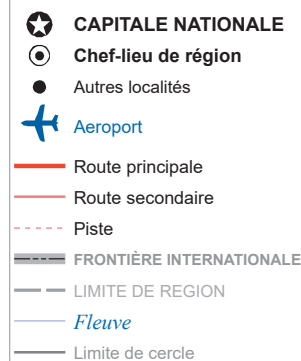 CAPITALE NATIONALE
Chef-lieu de région
Autres localités
Aeroport
Route principale
Route secondaire
Piste
FRONTIÈRE INTERNATIONALE
LIMITE DE REGION
Fleuve
Limite de cercle